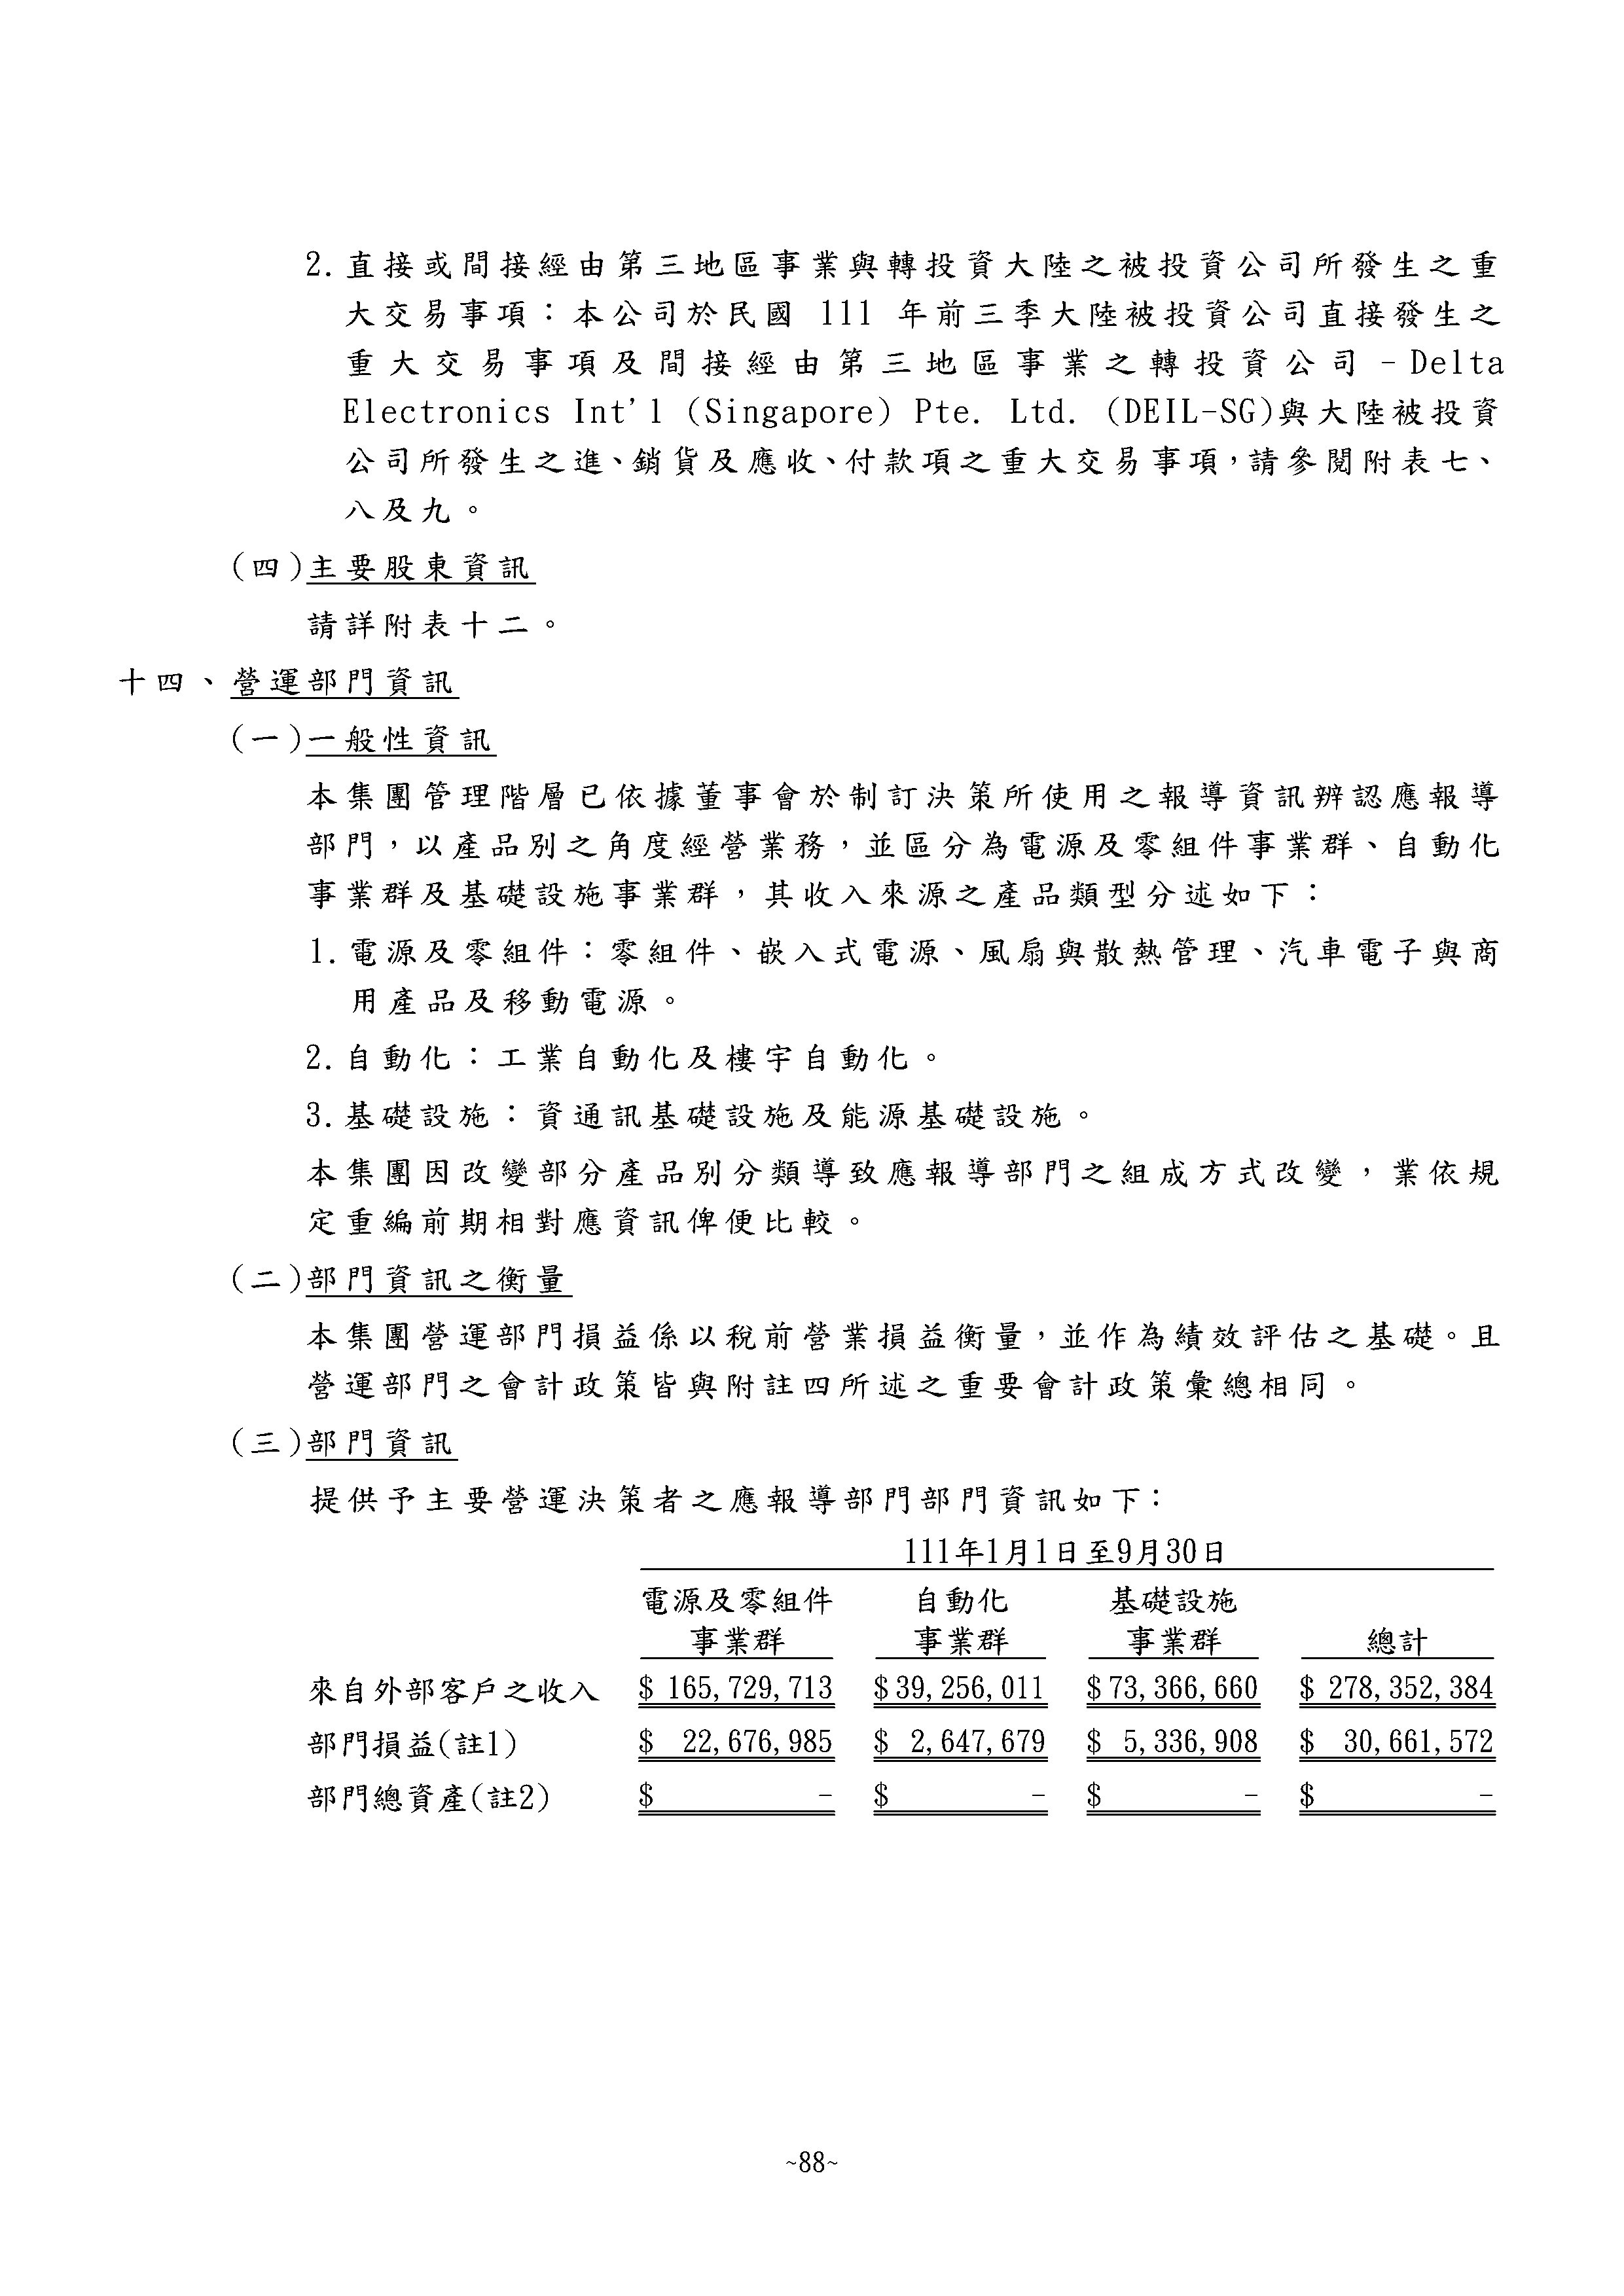 2.直接或間接經由第三地區事業與轉投資大陸之被投資公司所發生之重
大交易事項：本公司於民國 111 年前三季大陸被投資公司直接發生之
重大交易事項及間接經由第三地區事業之轉投資公司 –Delta
Electronics Int'l (Singapore) Pte. Ltd. (DEIL-SG)與大陸被投資
公司所發生之進、銷貨及應收、付款項之重大交易事項，請參閱附表七、
八及九。
(四)主要股東資訊
請詳附表十二。
十四、營運部門資訊
(一)一般性資訊
本集團管理階層已依據董事會於制訂決策所使用之報導資訊辨認應報導
部門，以產品別之角度經營業務，並區分為電源及零組件事業群、自動化
事業群及基礎設施事業群，其收入來源之產品類型分述如下：
1.電源及零組件：零組件、嵌入式電源、風扇與散熱管理、汽車電子與商
用產品及移動電源。
2.自動化：工業自動化及樓宇自動化。
3.基礎設施：資通訊基礎設施及能源基礎設施。
本集團因改變部分產品別分類導致應報導部門之組成方式改變，業依規
定重編前期相對應資訊俾便比較。
(二)部門資訊之衡量
本集團營運部門損益係以稅前營業損益衡量，並作為績效評估之基礎。且
營運部門之會計政策皆與附註四所述之重要會計政策彙總相同。
(三)部門資訊
提供予主要營運決策者之應報導部門部門資訊如下：
111年1月1日至9月30日
電源及零組件 自動化 基礎設施
事業群 事業群 事業群 總計
來自外部客戶之收入 $ 165,729,713 $ 39,256,011 $ 73,366,660 $ 278,352,384
部門損益(註1) $ 22,676,985 $ 2,647,679 $ 5,336,908 $ 30,661,572
部門總資產(註2) $ - $ - $ - $ -
~88~